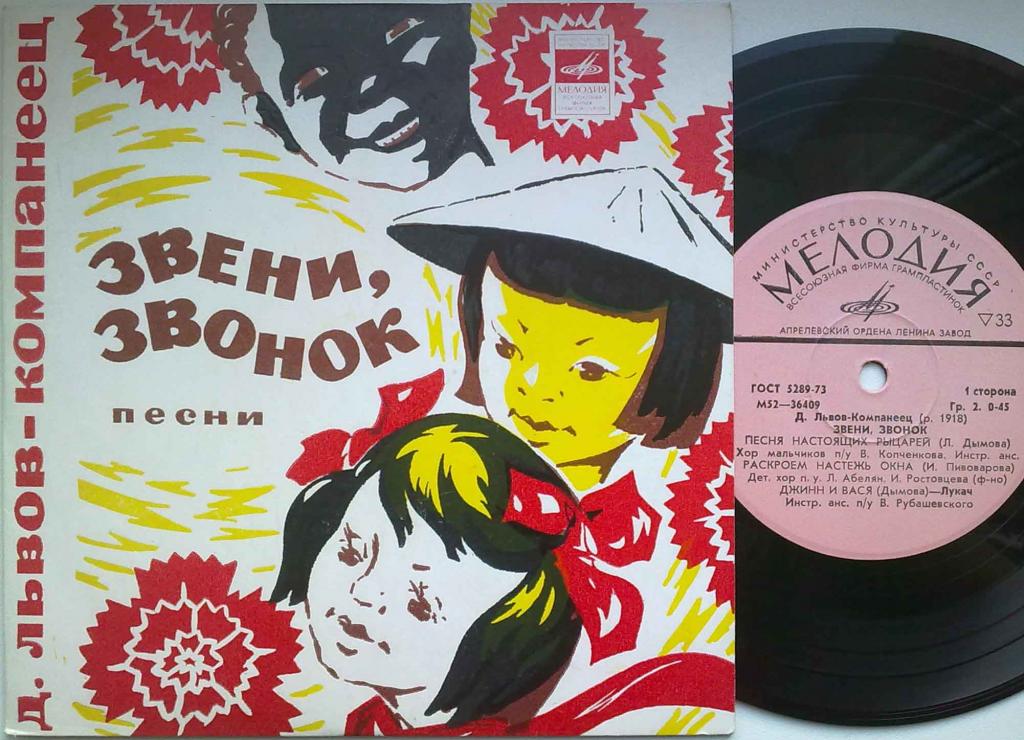 Д. ЛЬВОВ-КОМПАНЕЕЦ
МЕЛОДИЯ
ЗВЕНИ,
ЗВОНОК
песни
МИНИСТЕРСТВО КУЛЬТУРЫ СССР
МЕЛОДИЯ
ВСЕСОЮЗНАЯ ФИРМА ГРАМПЛАСТИНОК
▽33
АПРЕЛЕВСКИЙ ОРДЕНА ЛЕНИНА ЗАВОД
ГОСТ 5289-73 1 сторона
М52—36409 Гр. 2. 0-45
Д. Львов-Компанеец (р. 1918)
ЗВЕНИ, ЗВОНОК
ПЕСНЯ НАСТОЯЩИХ РЫЦАРЕЙ (Л. Дымова)
Хор мальчиков п/у В. Копченкова. Инстр. анс.
РАСКРОЕМ НАСТЕЖЬ ОКНА (И. Пивоварова)
Дет. хор п. у. Л. Абелян, И. Ростовцева (ф-но)
ДЖИНН И ВАСЯ (Дымова)—Лукач
Инстр. анс. п/у В. Рубашевского